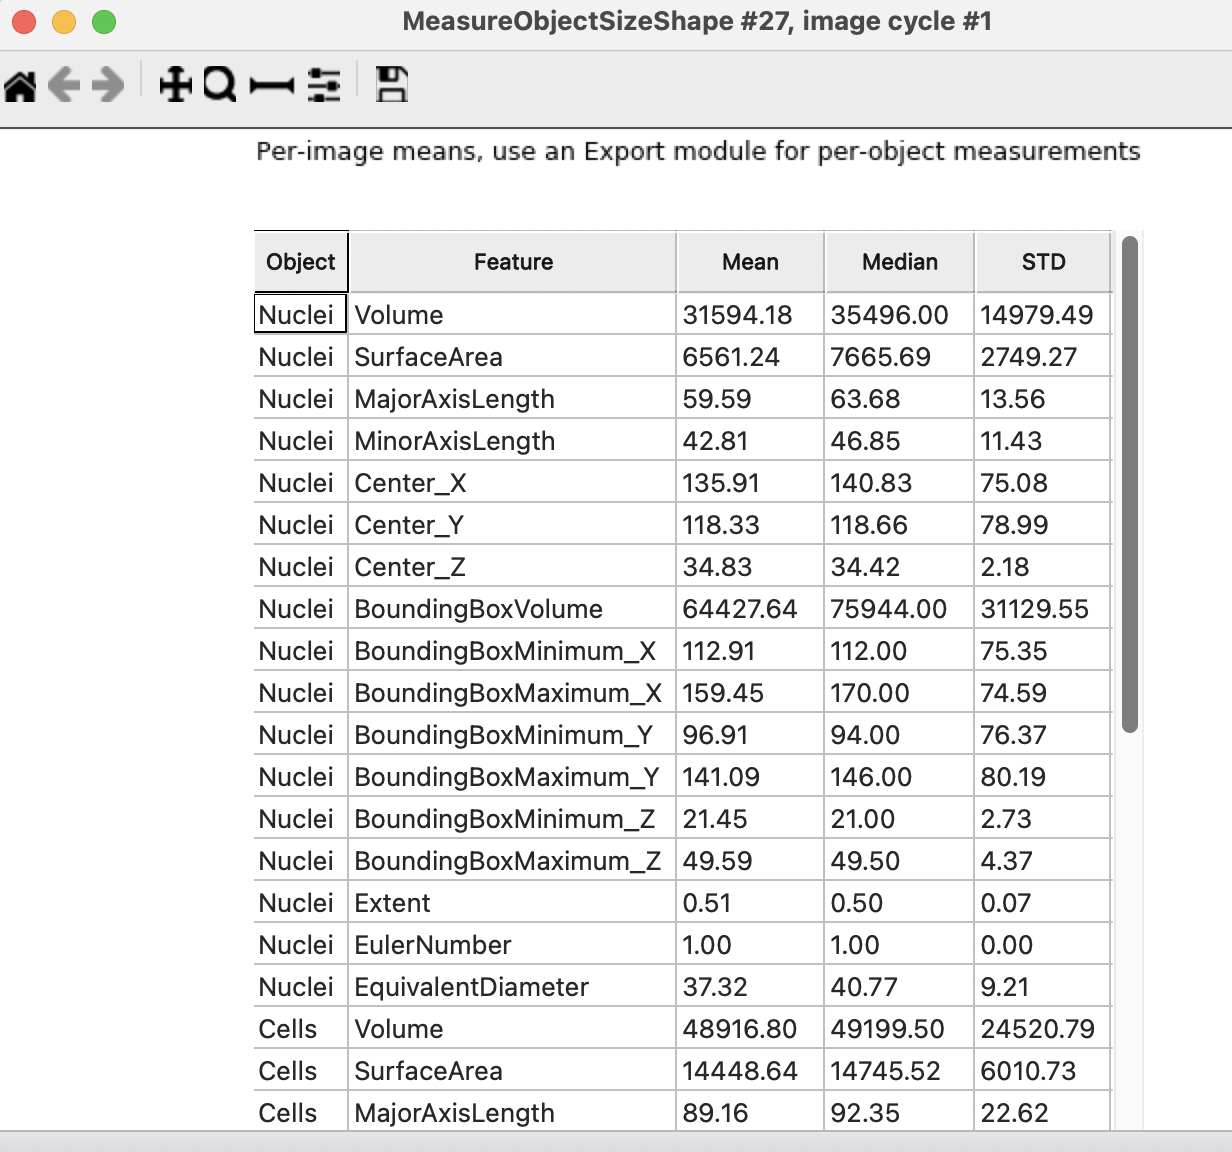 MeasureObjectSizeShape #27, image cycle #1
Per-image means, use an Export module for per-object measurements
Object Feature Mean Median STD
Nuclei Volume 31594.18 35496.00 14979.49
Nuclei SurfaceArea 6561.24 7665.69 2749.27
Nuclei MajorAxisLength 59.59 63.68 13.56
Nuclei MinorAxisLength 42.81 46.85 11.43
Nuclei Center_X 135.91 140.83 75.08
Nuclei Center_Y 118.33 118.66 78.99
Nuclei Center_Z 34.83 34.42 2.18
Nuclei BoundingBoxVolume 64427.64 75944.00 31129.55
Nuclei BoundingBoxMinimum_X 112.91 112.00 75.35
Nuclei BoundingBoxMaximum_X 159.45 170.00 74.59
Nuclei BoundingBoxMinimum_Y 96.91 94.00 76.37
Nuclei BoundingBoxMaximum_Y 141.09 146.00 80.19
Nuclei BoundingBoxMinimum_Z 21.45 21.00 2.73
Nuclei BoundingBoxMaximum_Z 49.59 49.50 4.37
Nuclei Extent 0.51 0.50 0.07
Nuclei EulerNumber 1.00 1.00 0.00
Nuclei EquivalentDiameter 37.32 40.77 9.21
Cells Volume 48916.80 49199.50 24520.79
Cells SurfaceArea 14448.64 14745.52 6010.73
Cells MajorAxisLength 89.16 92.35 22.62